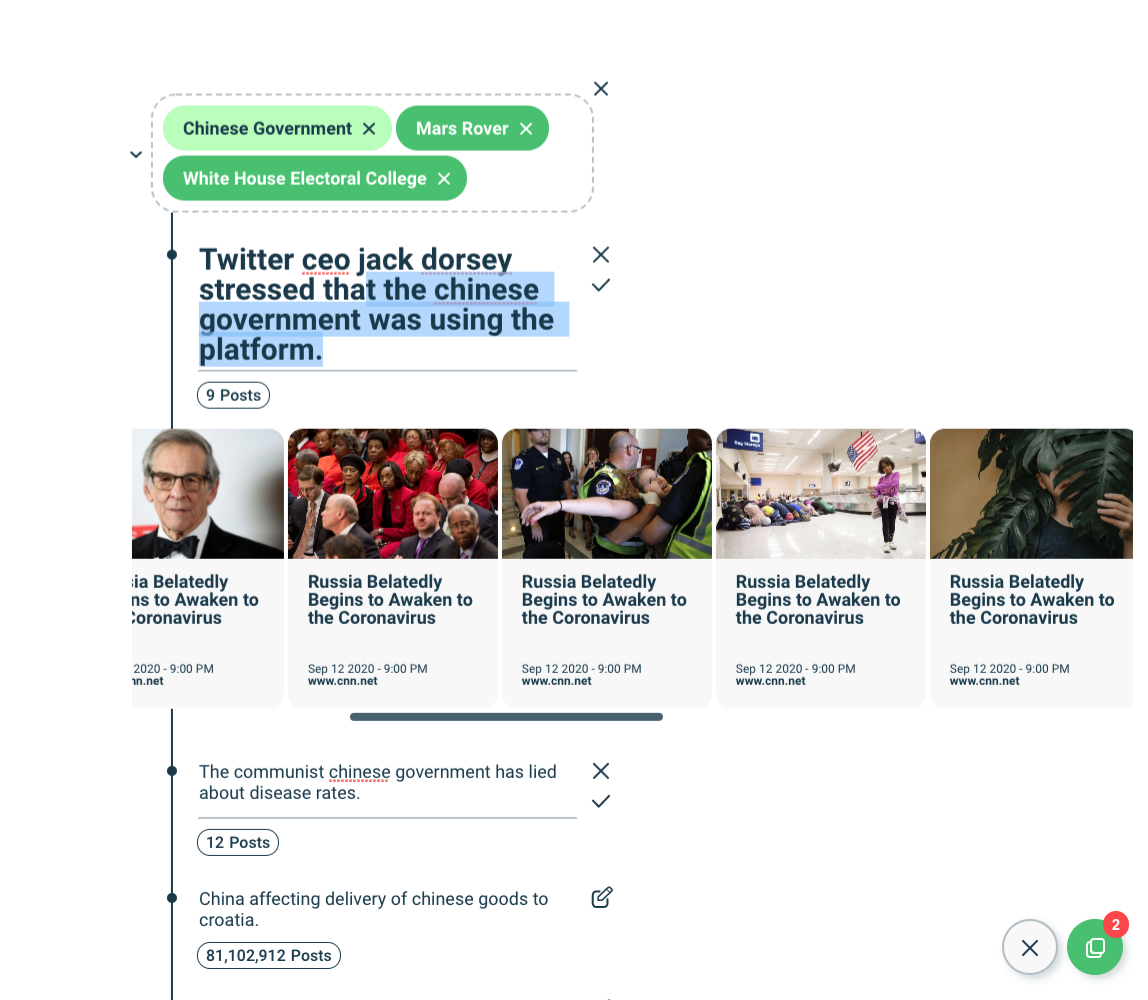 Chinese Government
Mars Rover
White House Electoral College
Twitter ceo jack dorsey
stressed that the chinese
government was using the
platform.
9 Posts
sia Belatedly
ns to Awaken to
Coronavirus
2020 - 9:00 PM
nn.net
Russia Belatedly
Begins to Awaken to
the Coronavirus
Sep 12 2020 - 9:00 PM
www.cnn.net
Russia Belatedly
Begins to Awaken to
the Coronavirus
Sep 12 2020 - 9:00 PM
www.cnn.net
Russia Belatedly
Begins to Awaken to
the Coronavirus
Sep 12 2020 - 9:00 PM
www.cnn.net
Russia Belatedly
Begins to Awaken to
the Coronavirus
Sep 12 2020 - 9:00 PM
www.cnn.net
The communist chinese government has lied
about disease rates.
12 Posts
China affecting delivery of chinese goods to
croatia.
81,102,912 Posts
2